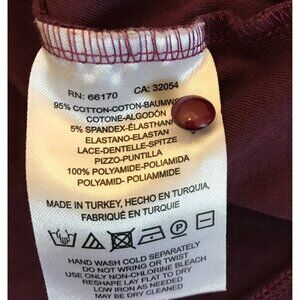 RN: 66170 CA: 32054
95% COTTON-COTON-BAUMW
COTONE-ALGODÓN
5% SPANDEX-ÉLASTHAN
ELASTANO-ELASTAN
LACE-DENTELLE-SPITZE
PIZZO-PUNTILLA
100% POLYAMIDE-POLIAMIDA
POLYAMID- POLIAMMIDE
MADE IN TURKEY, HECHO EN TURQUIA,
FABRIQUÉ EN TURQUIE
HAND WASH COLD SEPARATELY
DO NOT WRING OR TWIST
USE ONLY NON-CHLORINE BLEACH
RESHAPE LAY FLAT TO DRY
LOW IRON AS NEEDED
MAY BE DRY CLEANED